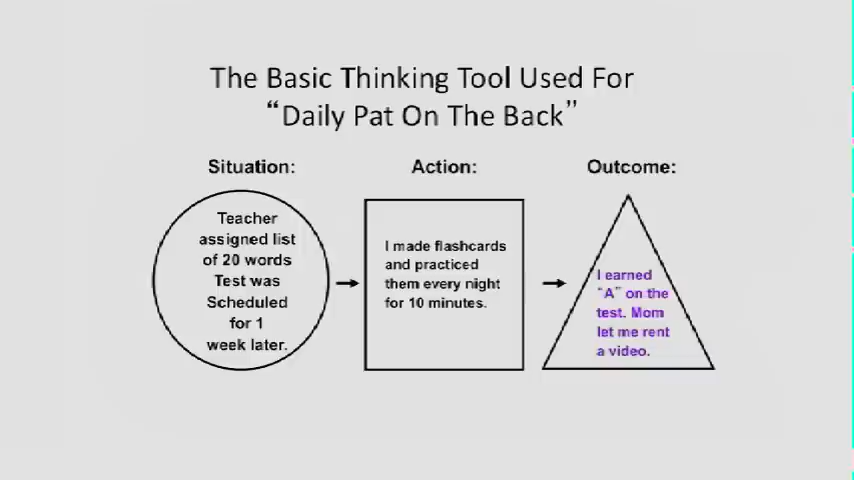 The Basic Thinking Tool Used For
“Daily Pat On The Back”
Situation:
Teacher
assigned list
of 20 words
Test was
Scheduled
for 1
week later.
Action:
I made flashcards
and practiced
them every night
for 10 minutes.
Outcome:
I earned
“A” on the
test. Mom
let me rent
a video.